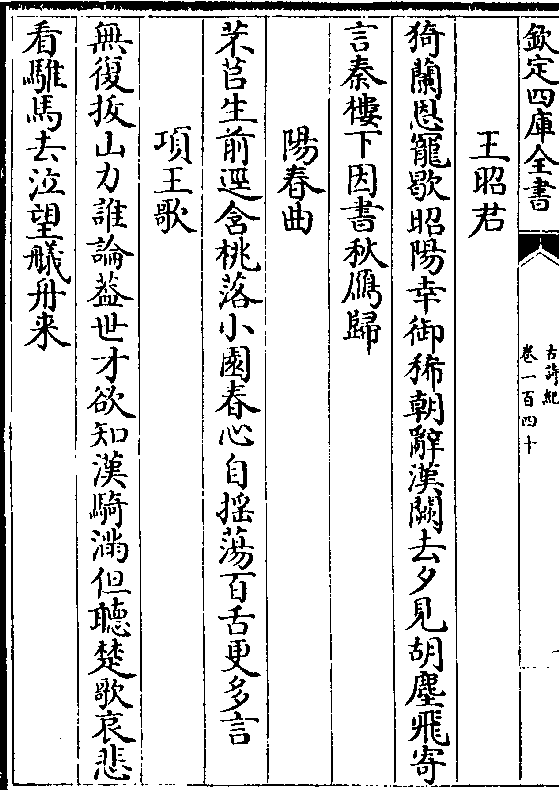 欽定四庫全書
古詩紀
卷一百四十
王昭君
猗蘭恩寵歇昭陽幸御稀朝辭漢闕去夕見胡塵飛寄
言秦樓下因書秋鴈歸
陽春曲
芣苢生前逕含桃落小園春心自揺蕩百舌更多言
項王歌
無復拔山力誰論葢世才欲知漢騎滿但聽楚歌哀悲
看騅馬去泣望艤舟来